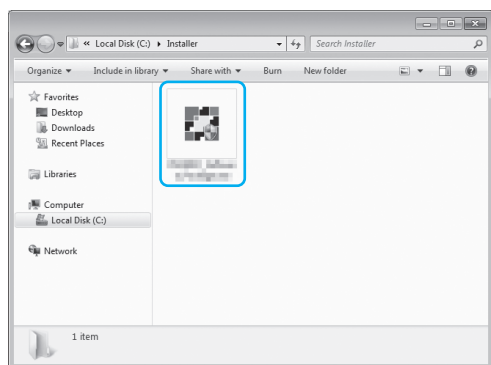 « Local Disk (C:) ▸ Installer
Search Installer
Organize ▾ Include in library ▾ Share with ▾ Burn New folder
Favorites
Desktop
Downloads
Recent Places
Libraries
Computer
Local Disk (C:)
Network
1 item